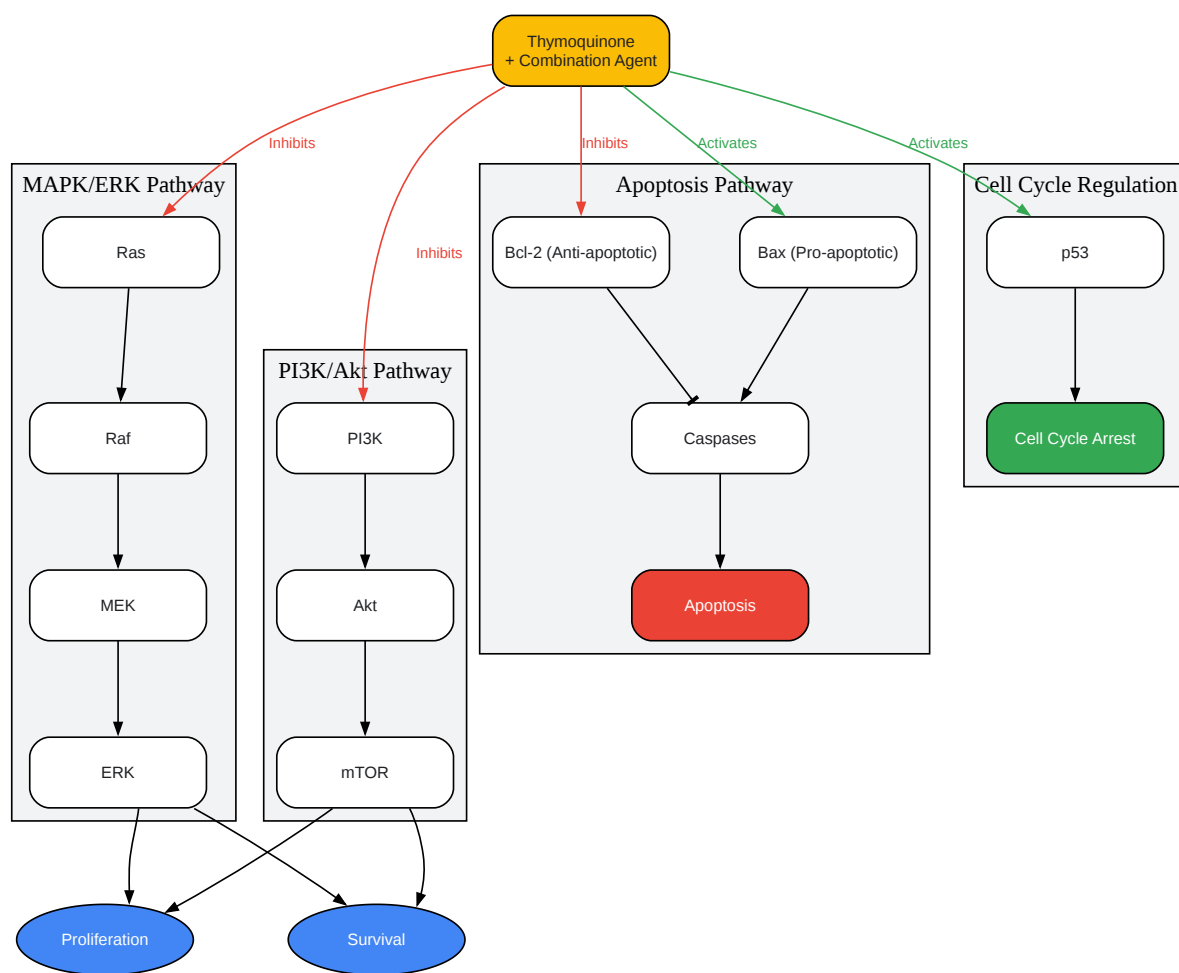 Thymoquinone
+ Combination Agent
Inhibits
Inhibits
Activates
Activates
MAPK/ERK Pathway
Apoptosis Pathway
Cell Cycle Regulation
Ras
Inhibits
Bcl-2 (Anti-apoptotic)
Bax (Pro-apoptotic)
p53
PI3K/Akt Pathway
Raf
PI3K
Caspases
Cell Cycle Arrest
MEK
Akt
Apoptosis
ERK
mTOR
Proliferation
Survival